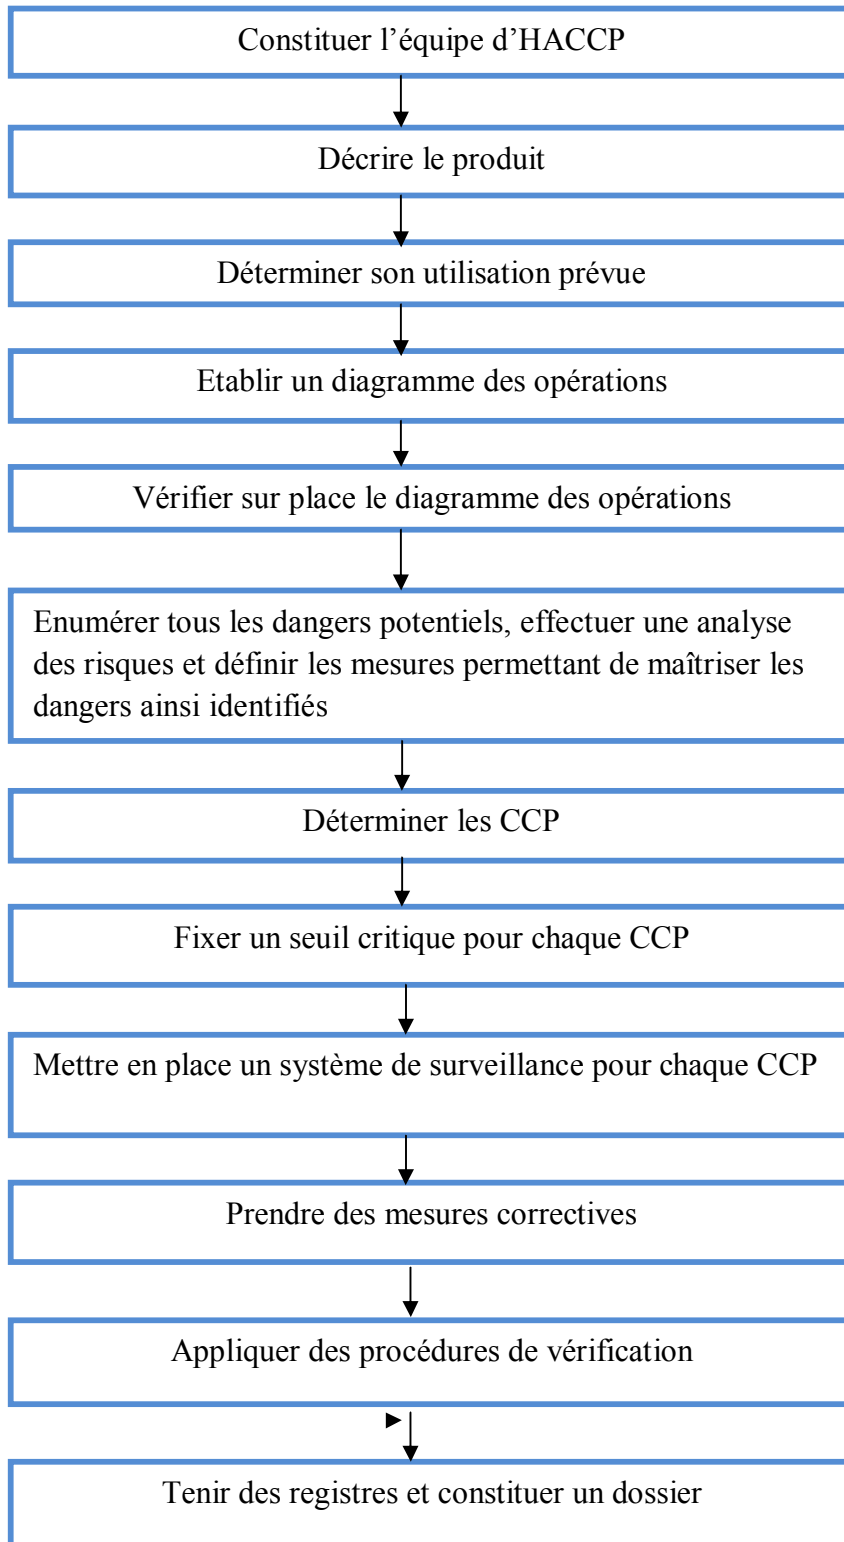 Constituer l’équipe d’HACCP
Décrire le produit
Déterminer son utilisation prévue
Etablir un diagramme des opérations
Vérifier sur place le diagramme des opérations
Enumérer tous les dangers potentiels, effectuer une analyse
des risques et définir les mesures permettant de maîtriser les
dangers ainsi identifiés
Déterminer les CCP
Fixer un seuil critique pour chaque CCP
Mettre en place un système de surveillance pour chaque CCP
Prendre des mesures correctives
Appliquer des procédures de vérification
Tenir des registres et constituer un dossier